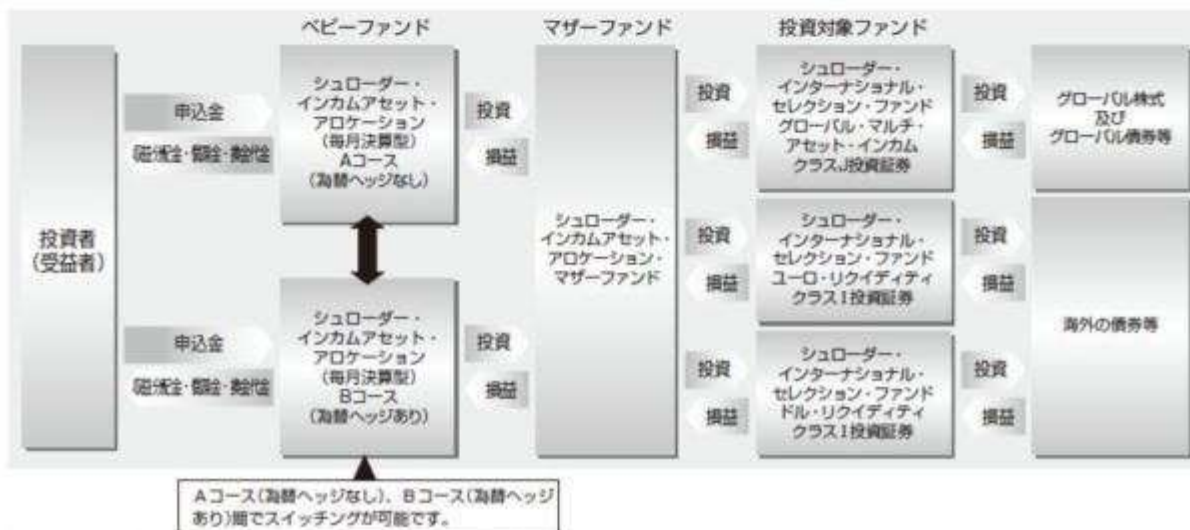 ベビーファンド
マザーファンド
投資対象ファンド
投資者
(受益者)
申込金
シュローダー・
インカムアセット・
アロケーション
(毎月決算型)
Aコース
(為替ヘッジなし)
投資
損益
申込金
シュローダー・
インカムアセット・
アロケーション
(毎月決算型)
Bコース
(為替ヘッジあり)
投資
損益
シュローダー・
インカムアセット・
アロケーション・
マザーファンド
投資
損益
シュローダー・
インターナショナル・
セレクション・ファンド
グローバル・マルチ・
アセット・インカム
クラスJ投資証券
投資
損益
グローバル株式
及び
グローバル債券等
投資
損益
シュローダー・
インターナショナル・
セレクション・ファンド
ユーロ・リクイディティ
クラスI投資証券
投資
損益
投資
損益
シュローダー・
インターナショナル・
セレクション・ファンド
ドル・リクイディティ
クラスI投資証券
投資
損益
海外の債券等
Aコース(為替ヘッジなし)、Bコース(為替ヘッジ
あり)間でスイッチングが可能です。